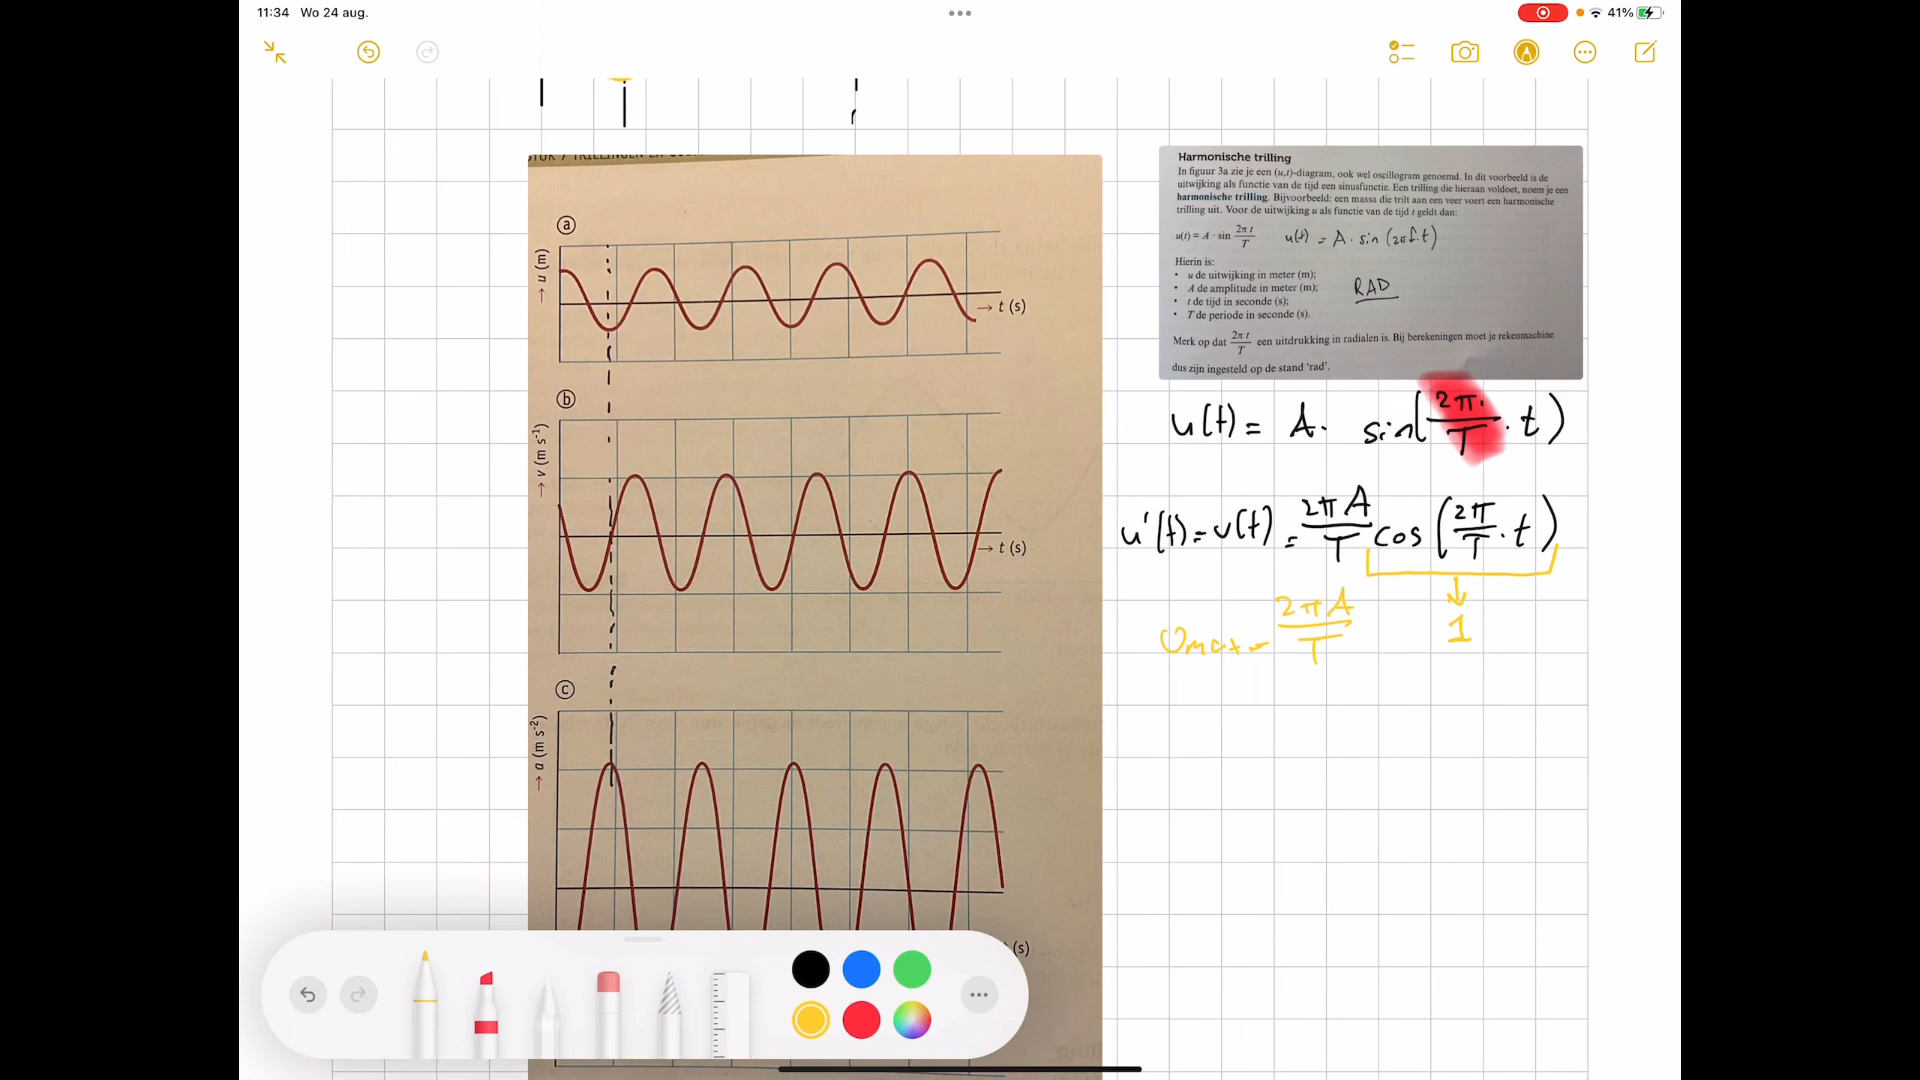 11:34 Wo 24 aug.
41%
a
→ u (m)
→ t (s)
b
→ v (m s⁻¹)
→ t (s)
c
→ a (m s⁻²)
(s)
Harmonische trilling
In figuur 3a zie je een (u,t)-diagram, ook wel oscillogram genoemd. In dit voorbeeld is de
uitwijking als functie van de tijd een sinusfunctie. Een trilling die hieraan voldoet, noem je een
harmonische trilling. Bijvoorbeeld: een massa die trilt aan een veer voert een harmonische
trilling uit. Voor de uitwijking u als functie van de tijd t geldt dan:
u(t) = A · sin 2π t / T u(t) = A · sin (2π f · t)
Hierin is:
• u de uitwijking in meter (m);
• A de amplitude in meter (m);
• t de tijd in seconde (s);
• T de periode in seconde (s).
RAD
Merk op dat 2π t / T een uitdrukking in radialen is. Bij berekeningen moet je rekenmachine
dus zijn ingesteld op de stand 'rad'.
u(t) = A · sin(2π / T · t)
u'(t) = v(t) = 2πA / T cos (2π / T · t)
vmax = 2πA / T
1